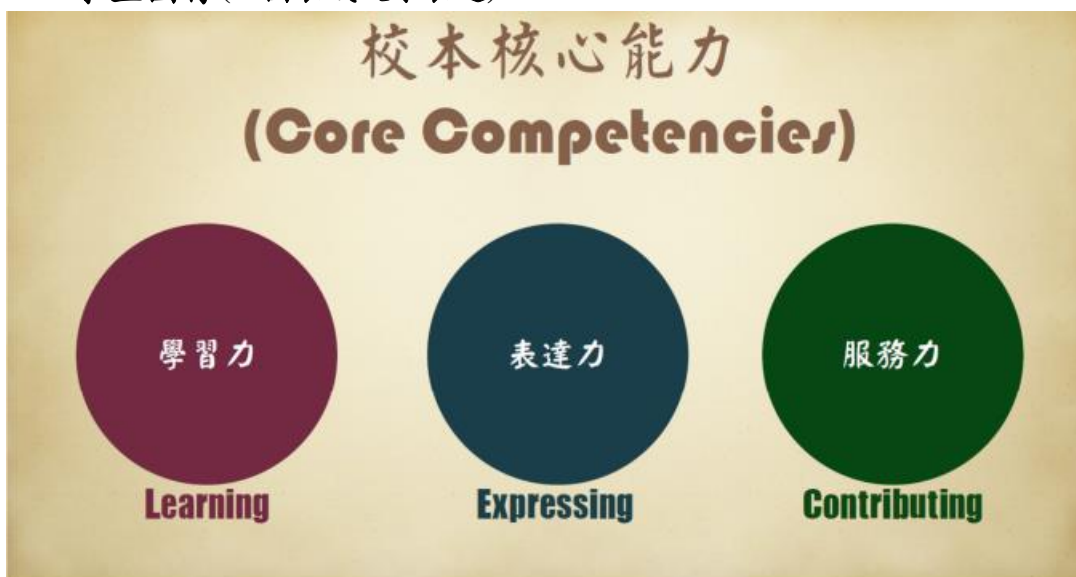 校本核心能力
(Core Competencies)
學習力
表達力
服務力
Learning
Expressing
Contributing